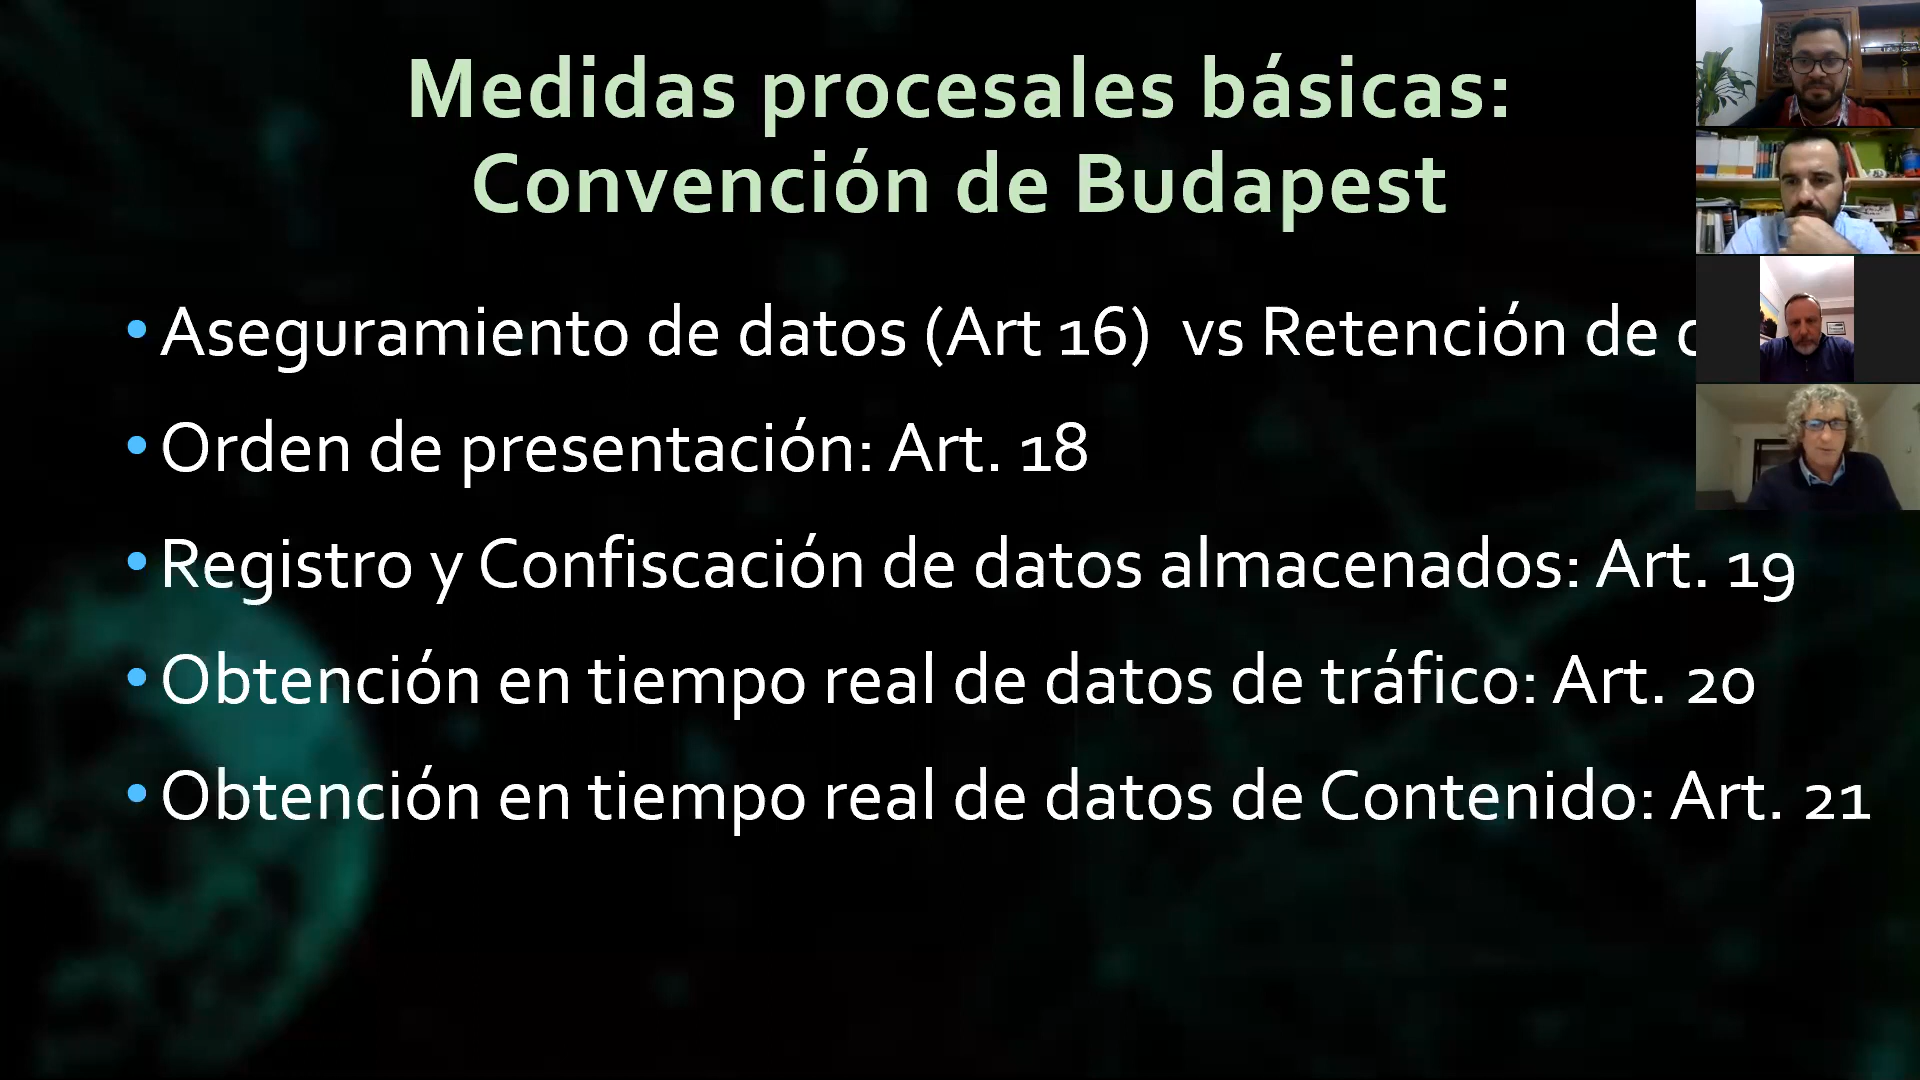 Medidas procesales básicas:
Convención de Budapest
• Aseguramiento de datos (Art 16) vs Retención de
• Orden de presentación: Art. 18
• Registro y Confiscación de datos almacenados: Art. 19
• Obtención en tiempo real de datos de tráfico: Art. 20
• Obtención en tiempo real de datos de Contenido: Art. 21